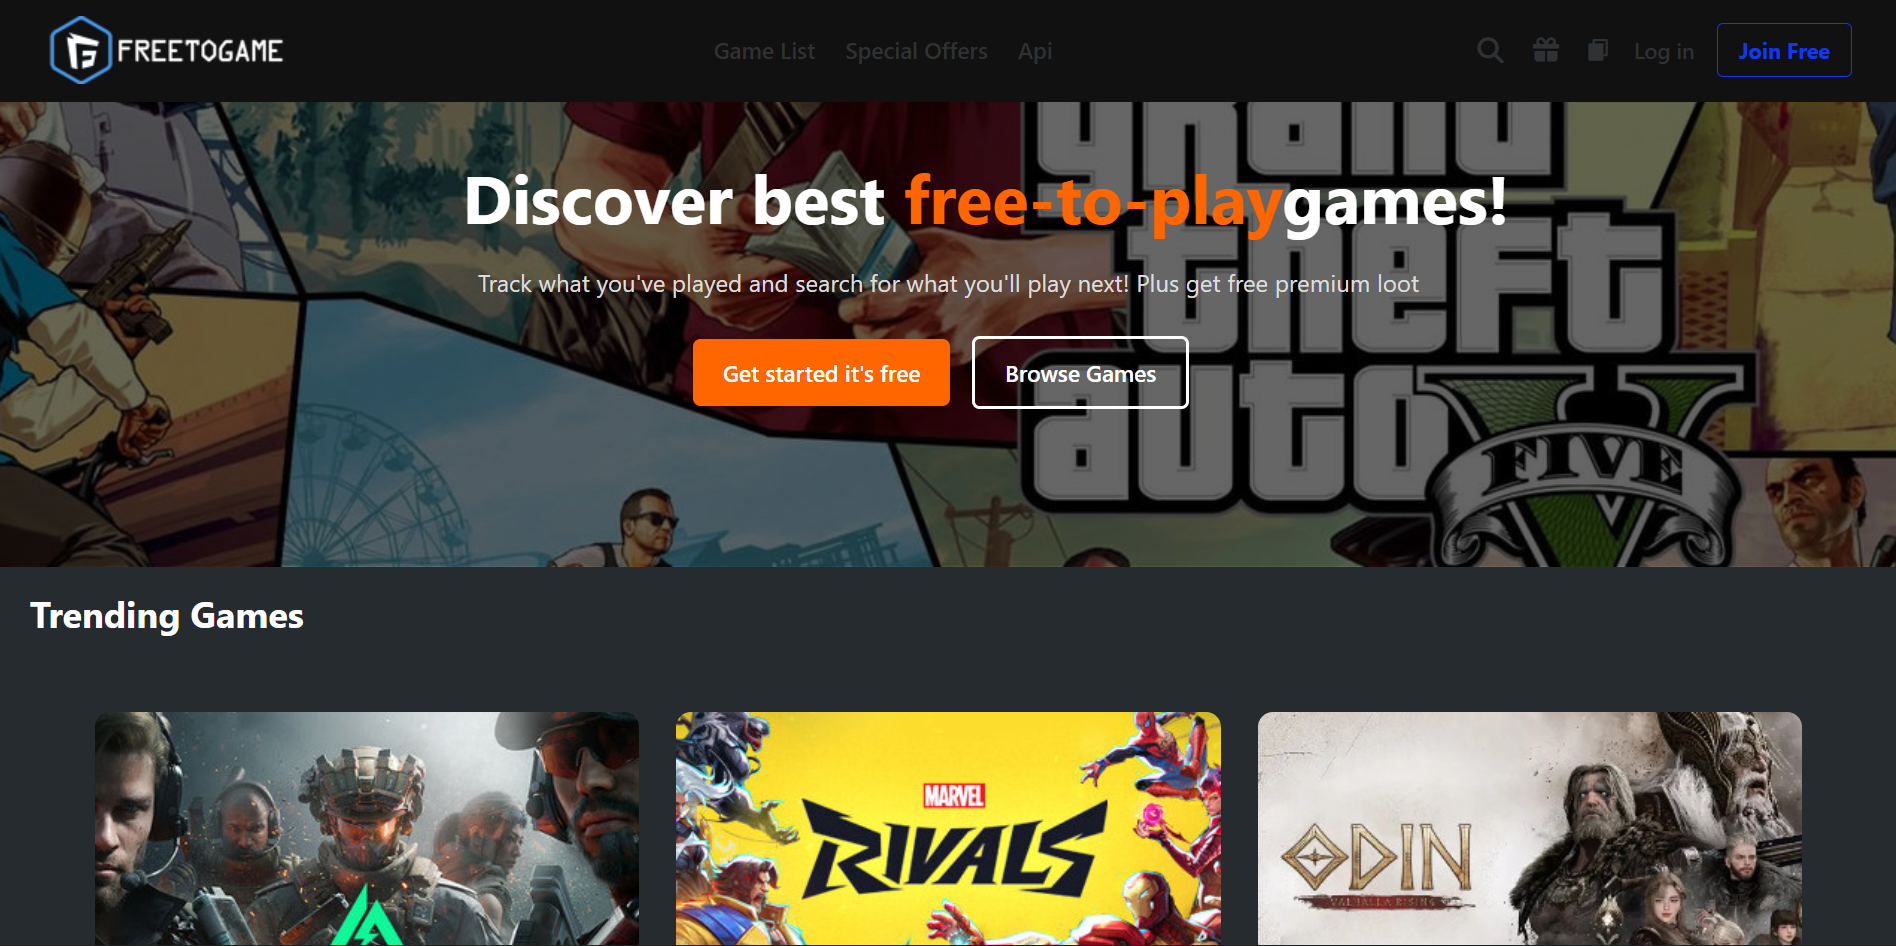 FREETOGAME
Game List Special Offers Api
Log in Join Free
Discover best free-to-playgames!
Track what you've played and search for what you'll play next! Plus get free premium loot
Get started it's free Browse Games
grand
theft
auto
V
FIVE
Trending Games
MARVEL
RIVALS
ODIN
VALHALLA RISING